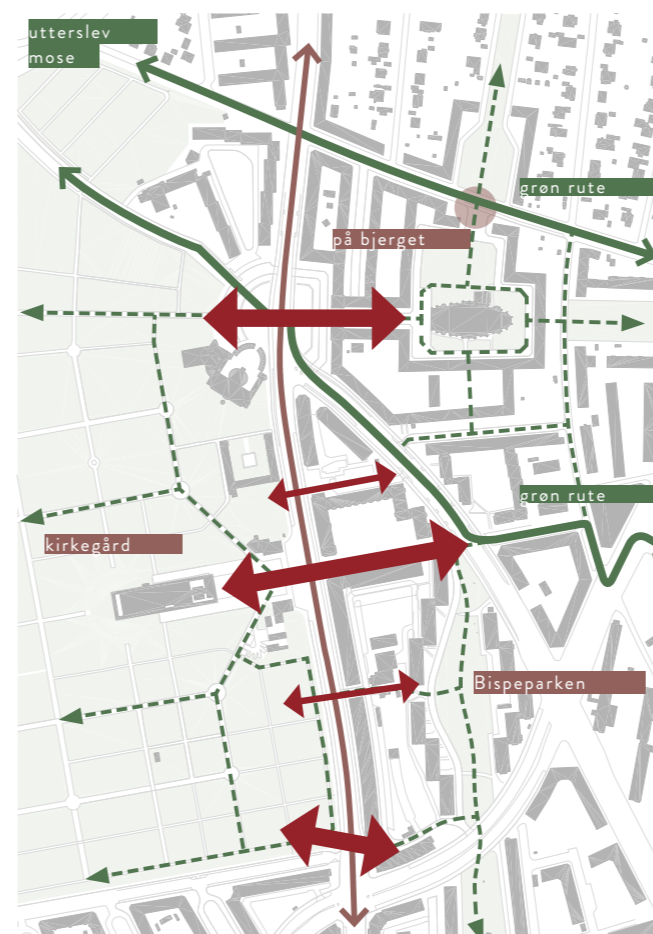 utterslev
mose
grøn rute
på bjerget
grøn rute
kirkegård
Bispeparken